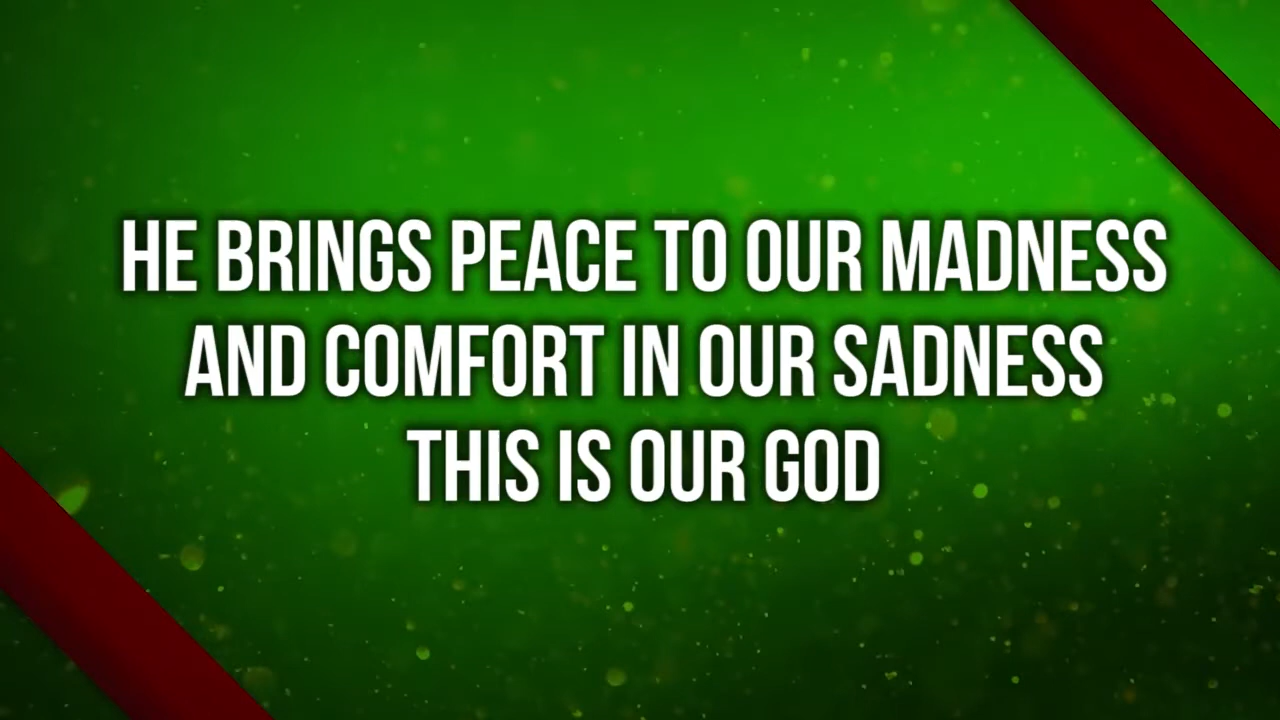 HE BRINGS PEACE TO OUR MADNESS
AND COMFORT IN OUR SADNESS
THIS IS OUR GOD